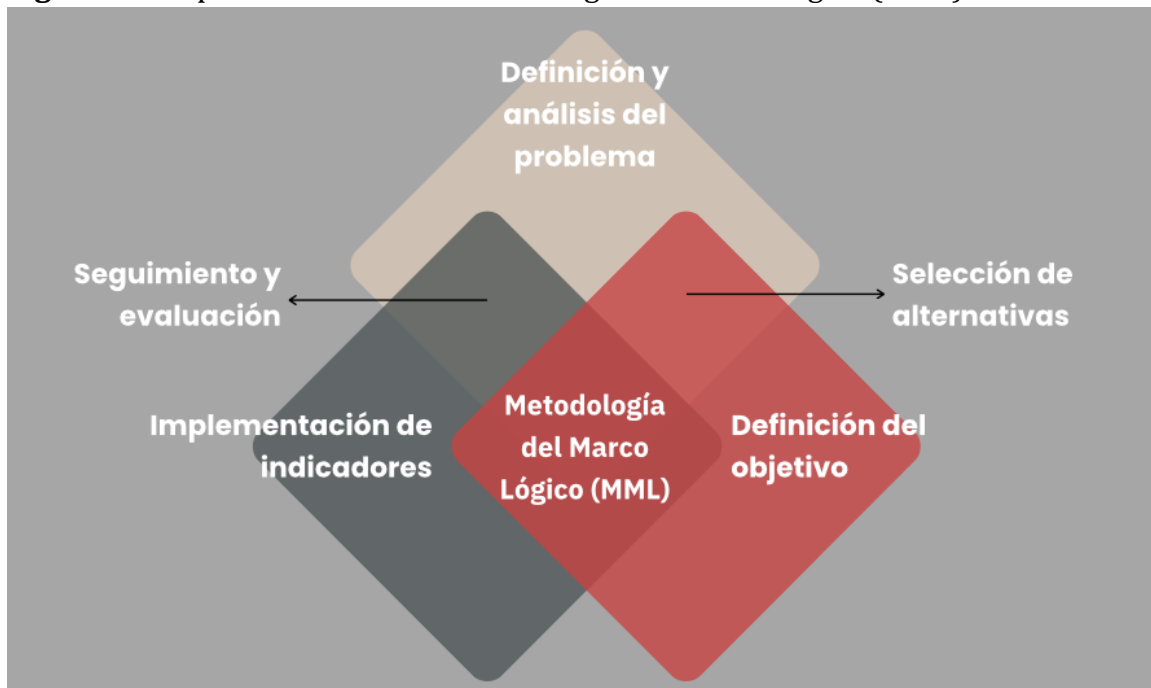 Definición y
análisis del
problema
Seguimiento y
evaluación
Selección de
alternativas
Implementación de
indicadores
Metodología
del Marco
Lógico (MML)
Definición del
objetivo